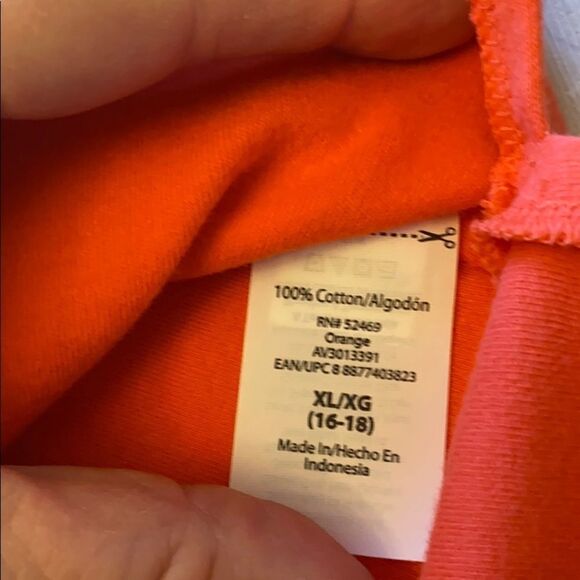 100% Cotton/Algodón
RN# 52469
Orange
AV3013391
EAN/UPC 8 8877403823
XL/XG
(16-18)
Made In/Hecho En
Indonesia